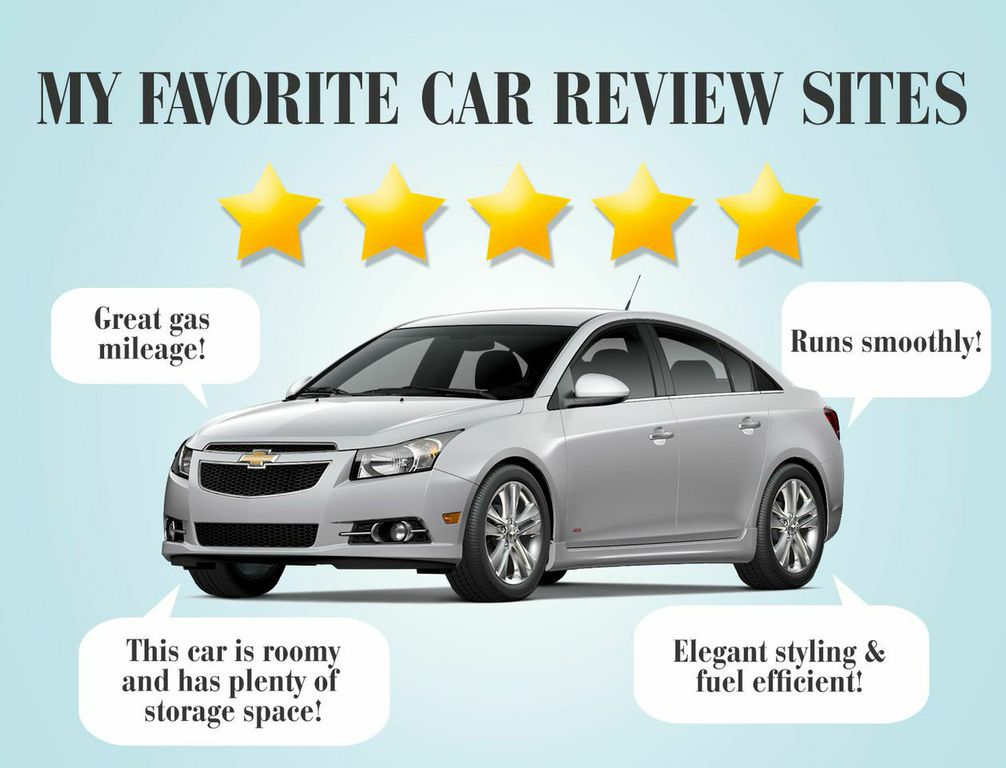 MY FAVORITE CAR REVIEW SITES
Great gas
mileage!
Runs smoothly!
This car is roomy
and has plenty of
storage space!
Elegant styling &
fuel efficient!